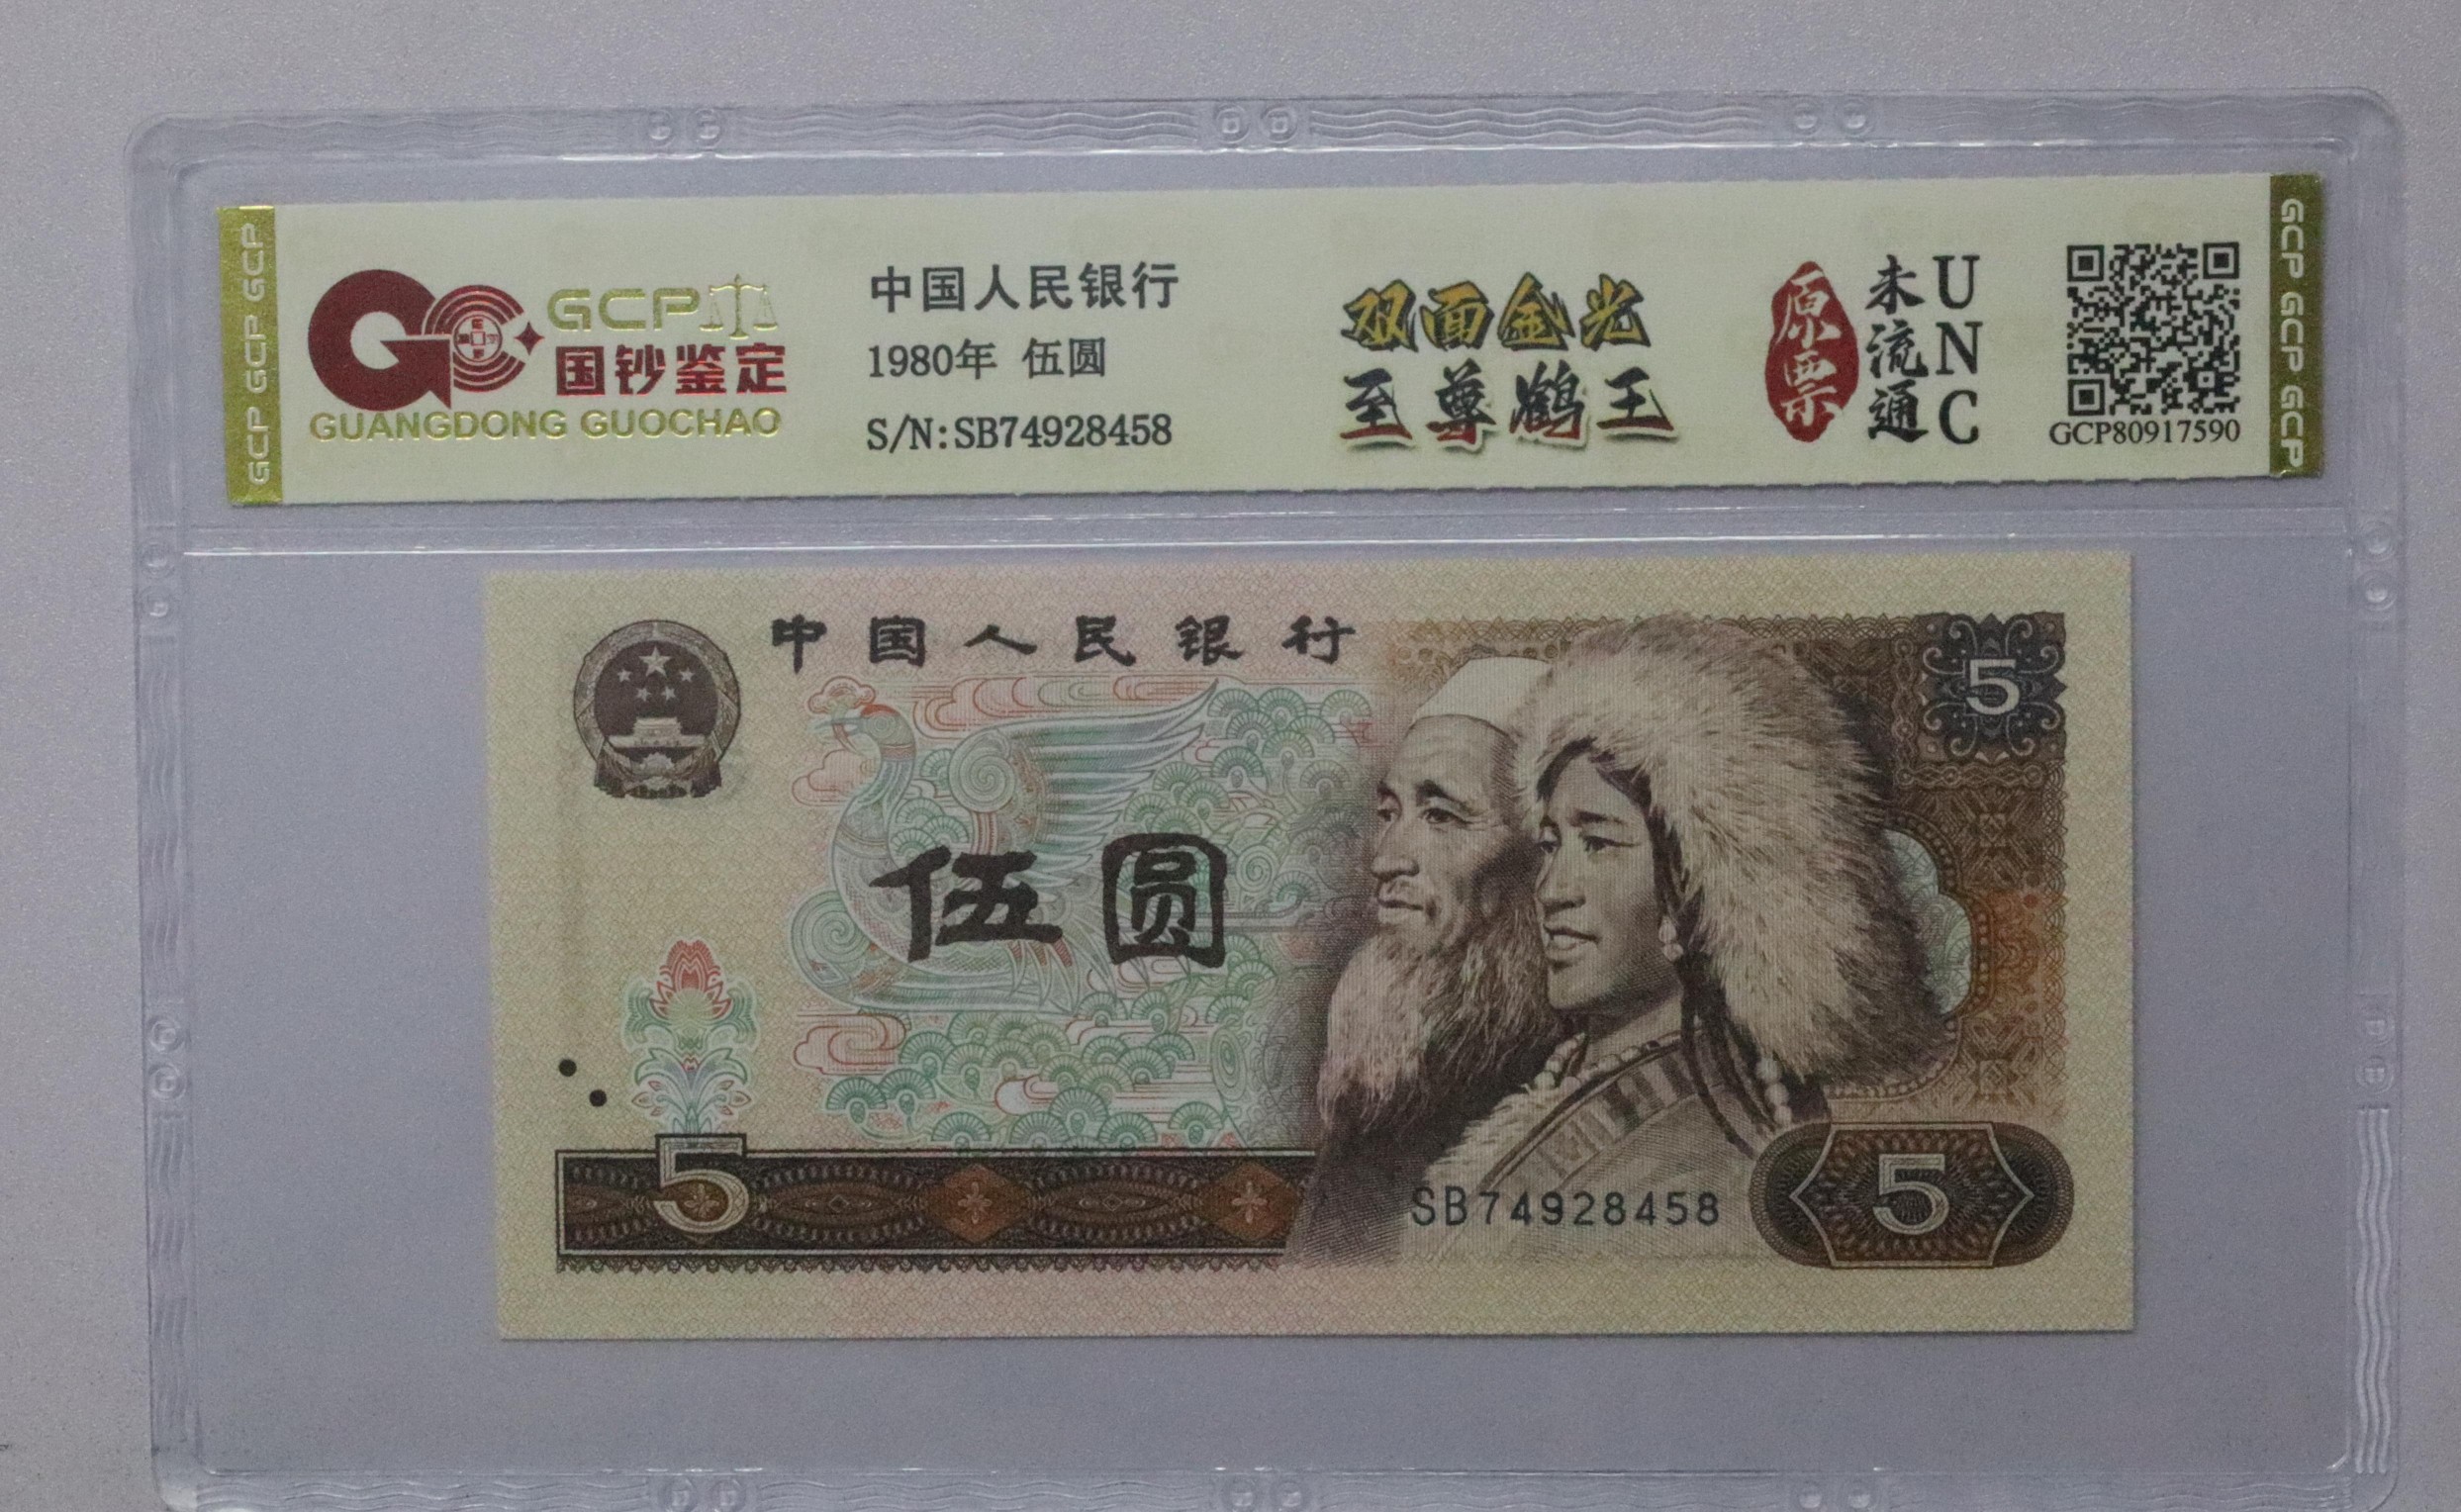 GCP GCP GCP
GCP
国钞鉴定
GUANGDONG GUOCHAO
中国人民银行
1980年 伍圆
S/N:SB74928458
双面金光
至尊鹤王
原票
未流通
UNC
GCP80917590
GCP GCP GCP
中国人民银行
5
伍圆
5
SB74928458
5